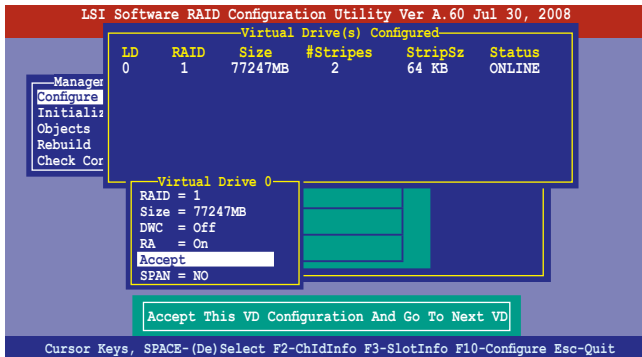 LSI Software RAID Configuration Utility Ver A.60 Jul 30, 2008
Virtual Drive(s) Configured
LD RAID Size #Stripes StripSz Status
0 1 77247MB 2 64 KB ONLINE
Managem
Configure
Initializ
Objects
Rebuild
Check Con
Virtual Drive 0
RAID = 1
Size = 77247MB
DWC = Off
RA = On
Accept
SPAN = NO
Accept This VD Configuration And Go To Next VD
Cursor Keys, SPACE-(De)Select F2-ChIdInfo F3-SlotInfo F10-Configure Esc-Quit